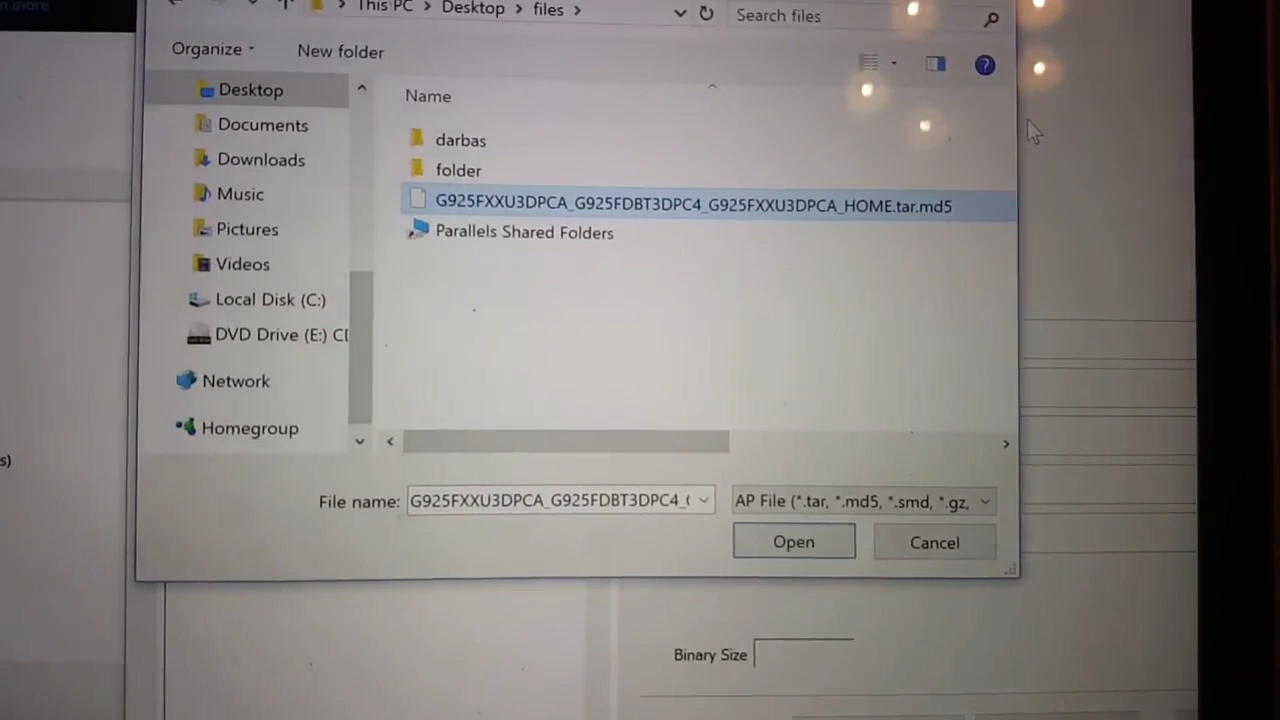 n more
This PC > Desktop > files >
Search files
Organize
New folder
Desktop
Documents
Downloads
Music
Pictures
Videos
Local Disk (C:)
DVD Drive (E:) CI
Network
Homegroup
Name
darbas
folder
G925FXXU3DPCA_G925FDBT3DPC4_G925FXXU3DPCA_HOME.tar.md5
Parallels Shared Folders
s)
File name: G925FXXU3DPCA_G925FDBT3DPC4_(
AP File (*.tar, *.md5, *.smd, *.gz,
Open
Cancel
Binary Size